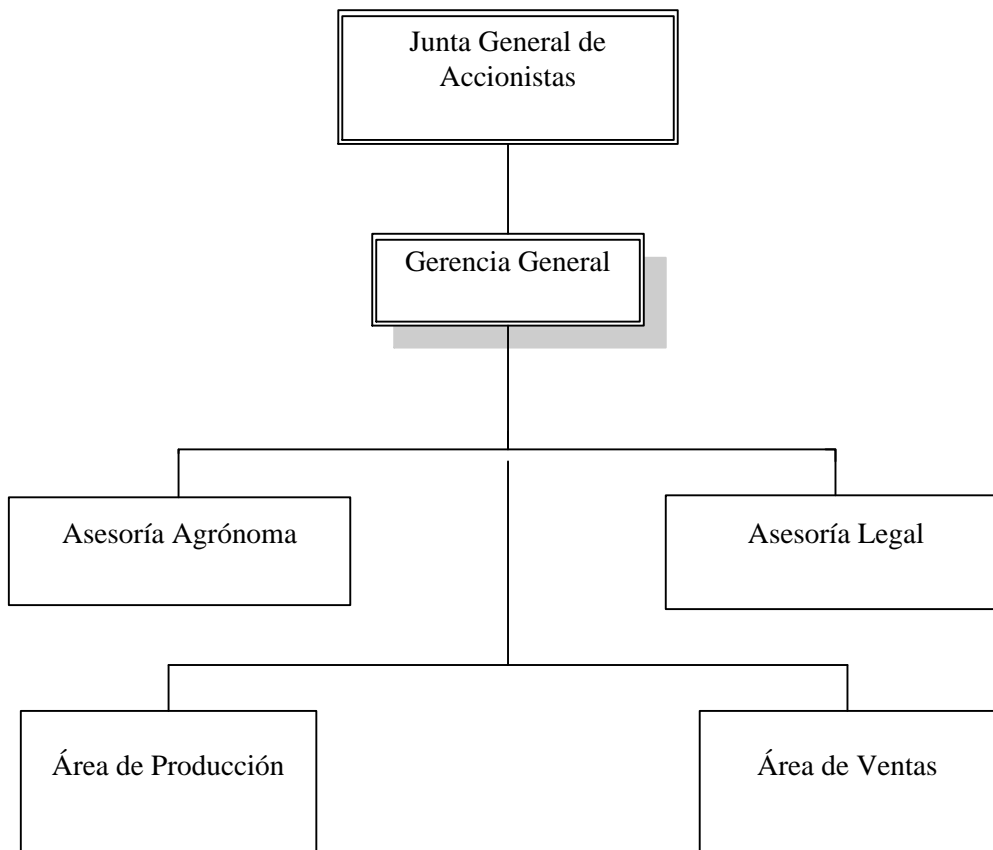 Junta General de
Accionistas
Gerencia General
Asesoría Agrónoma
Asesoría Legal
Área de Producción
Área de Ventas